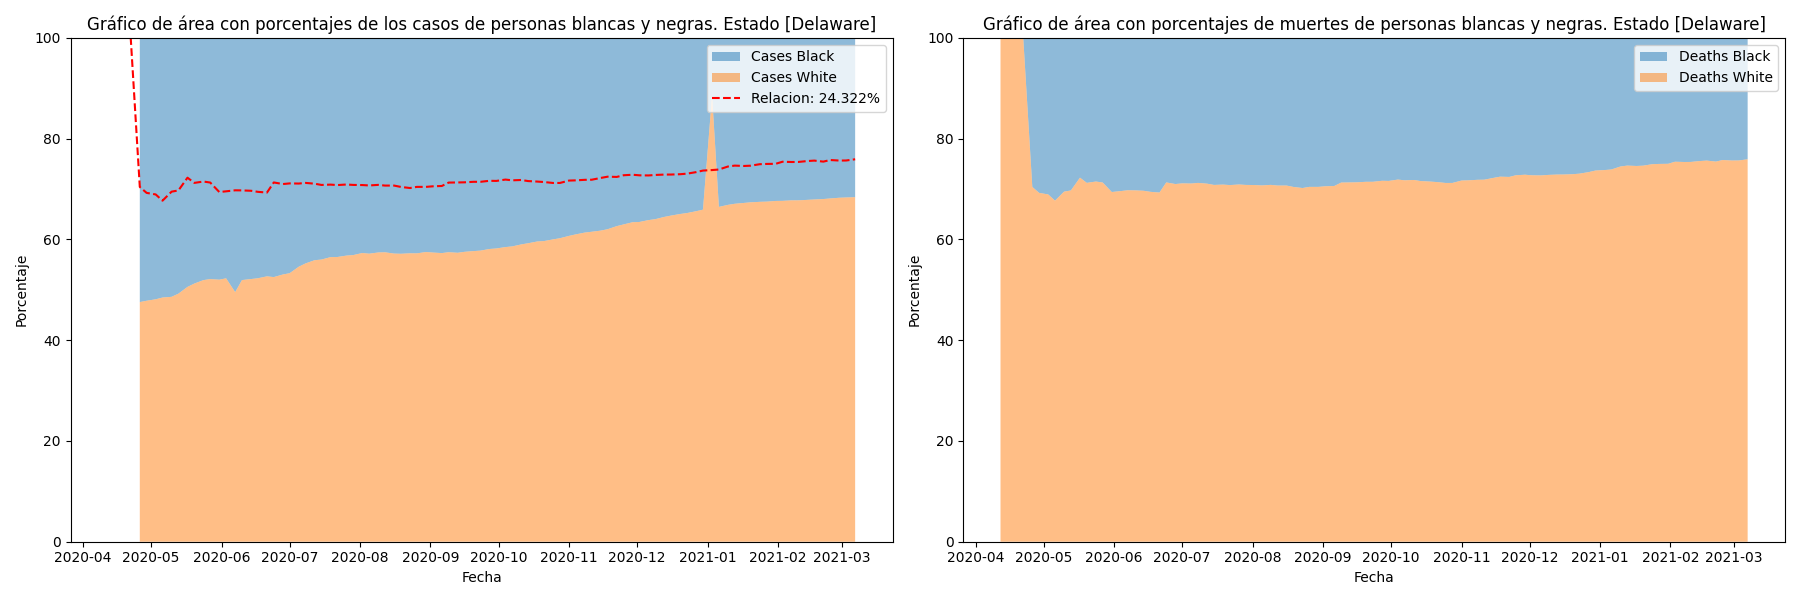 Gráfico de área con porcentajes de los casos de personas blancas y negras. Estado [Delaware]
Porcentaje
100
80
60
40
20
0
Cases Black
Cases White
Relacion: 24.322%
2020-04 2020-05 2020-06 2020-07 2020-08 2020-09 2020-10 2020-11 2020-12 2021-01 2021-02 2021-03
Fecha
Gráfico de área con porcentajes de muertes de personas blancas y negras. Estado [Delaware]
Porcentaje
100
80
60
40
20
0
Deaths Black
Deaths White
2020-04 2020-05 2020-06 2020-07 2020-08 2020-09 2020-10 2020-11 2020-12 2021-01 2021-02 2021-03
Fecha